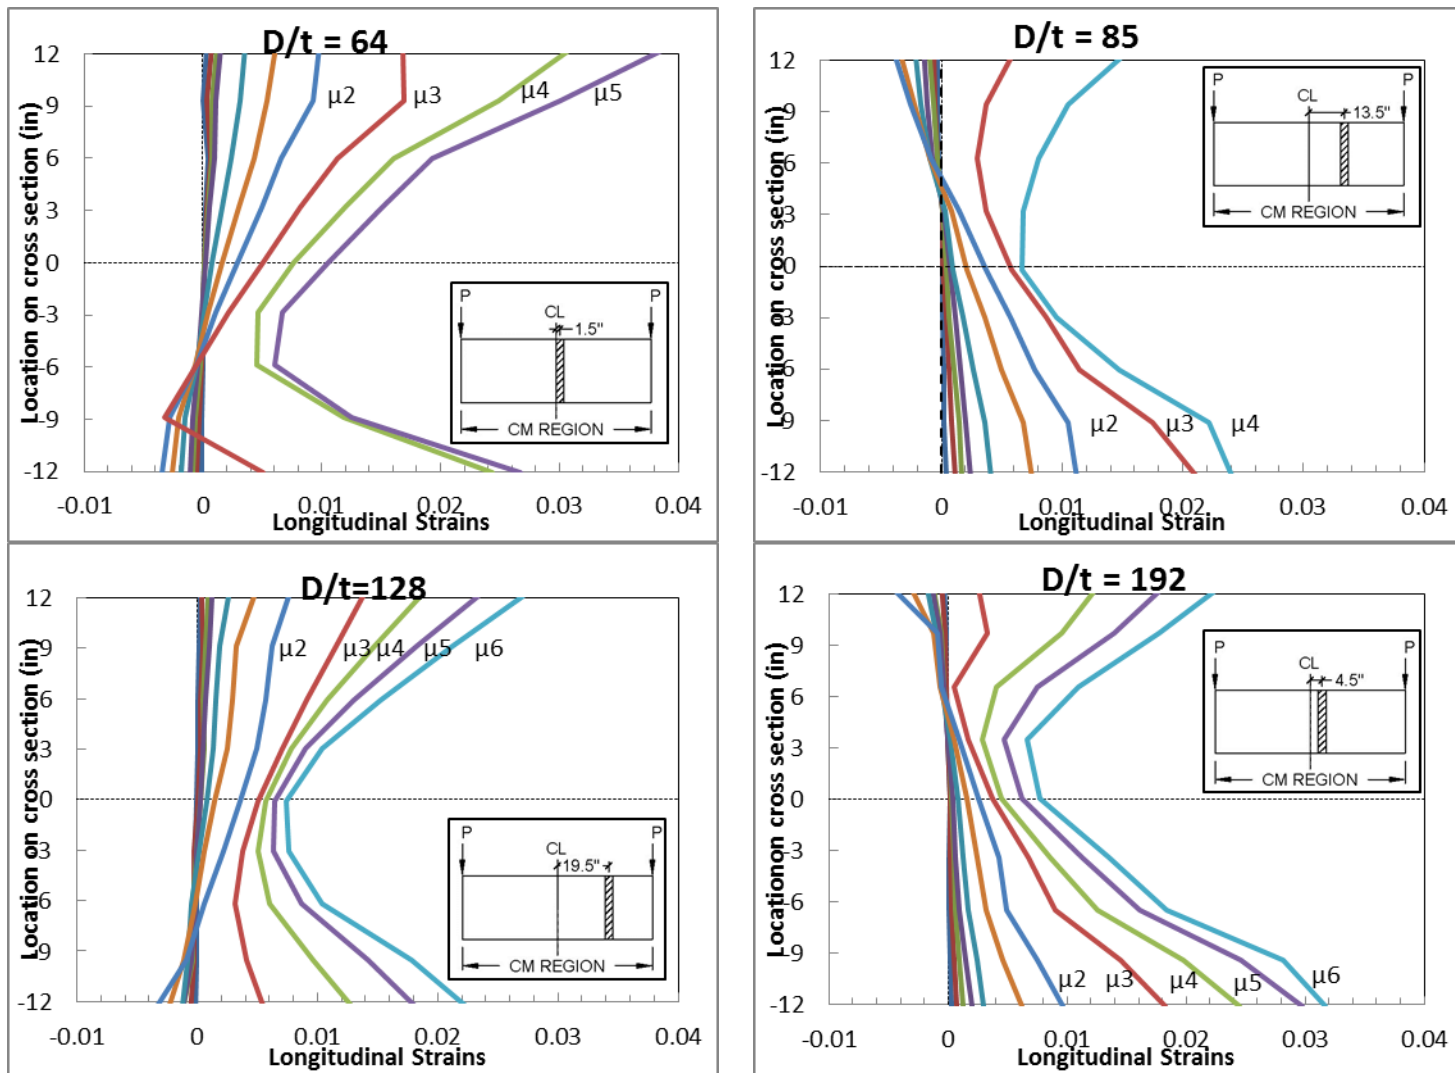 D/t = 64
Location on cross section (in)
12
9
6
3
0
-3
-6
-9
-12
μ2
μ3
μ4
μ5
P
P
CL
1.5"
CM REGION
-0.01
0
0.01
0.02
0.03
0.04
Longitudinal Strains
D/t = 85
Location on cross section (in)
12
9
6
3
0
-3
-6
-9
-12
P
P
CL
13.5"
CM REGION
μ2
μ3
μ4
-0.01
0
0.01
0.02
0.03
0.04
Longitudinal Strain
D/t=128
Location on cross section (in)
12
9
6
3
0
-3
-6
-9
-12
μ2
μ3
μ4
μ5
μ6
P
P
CL
19.5"
CM REGION
-0.01
0
0.01
0.02
0.03
0.04
Longitudinal Strains
D/t = 192
Locationon cross section (in)
12
9
6
3
0
-3
-6
-9
-12
P
P
CL
4.5"
CM REGION
μ2
μ3
μ4
μ5
μ6
-0.01
0
0.01
0.02
0.03
0.04
Longitudinal Strains